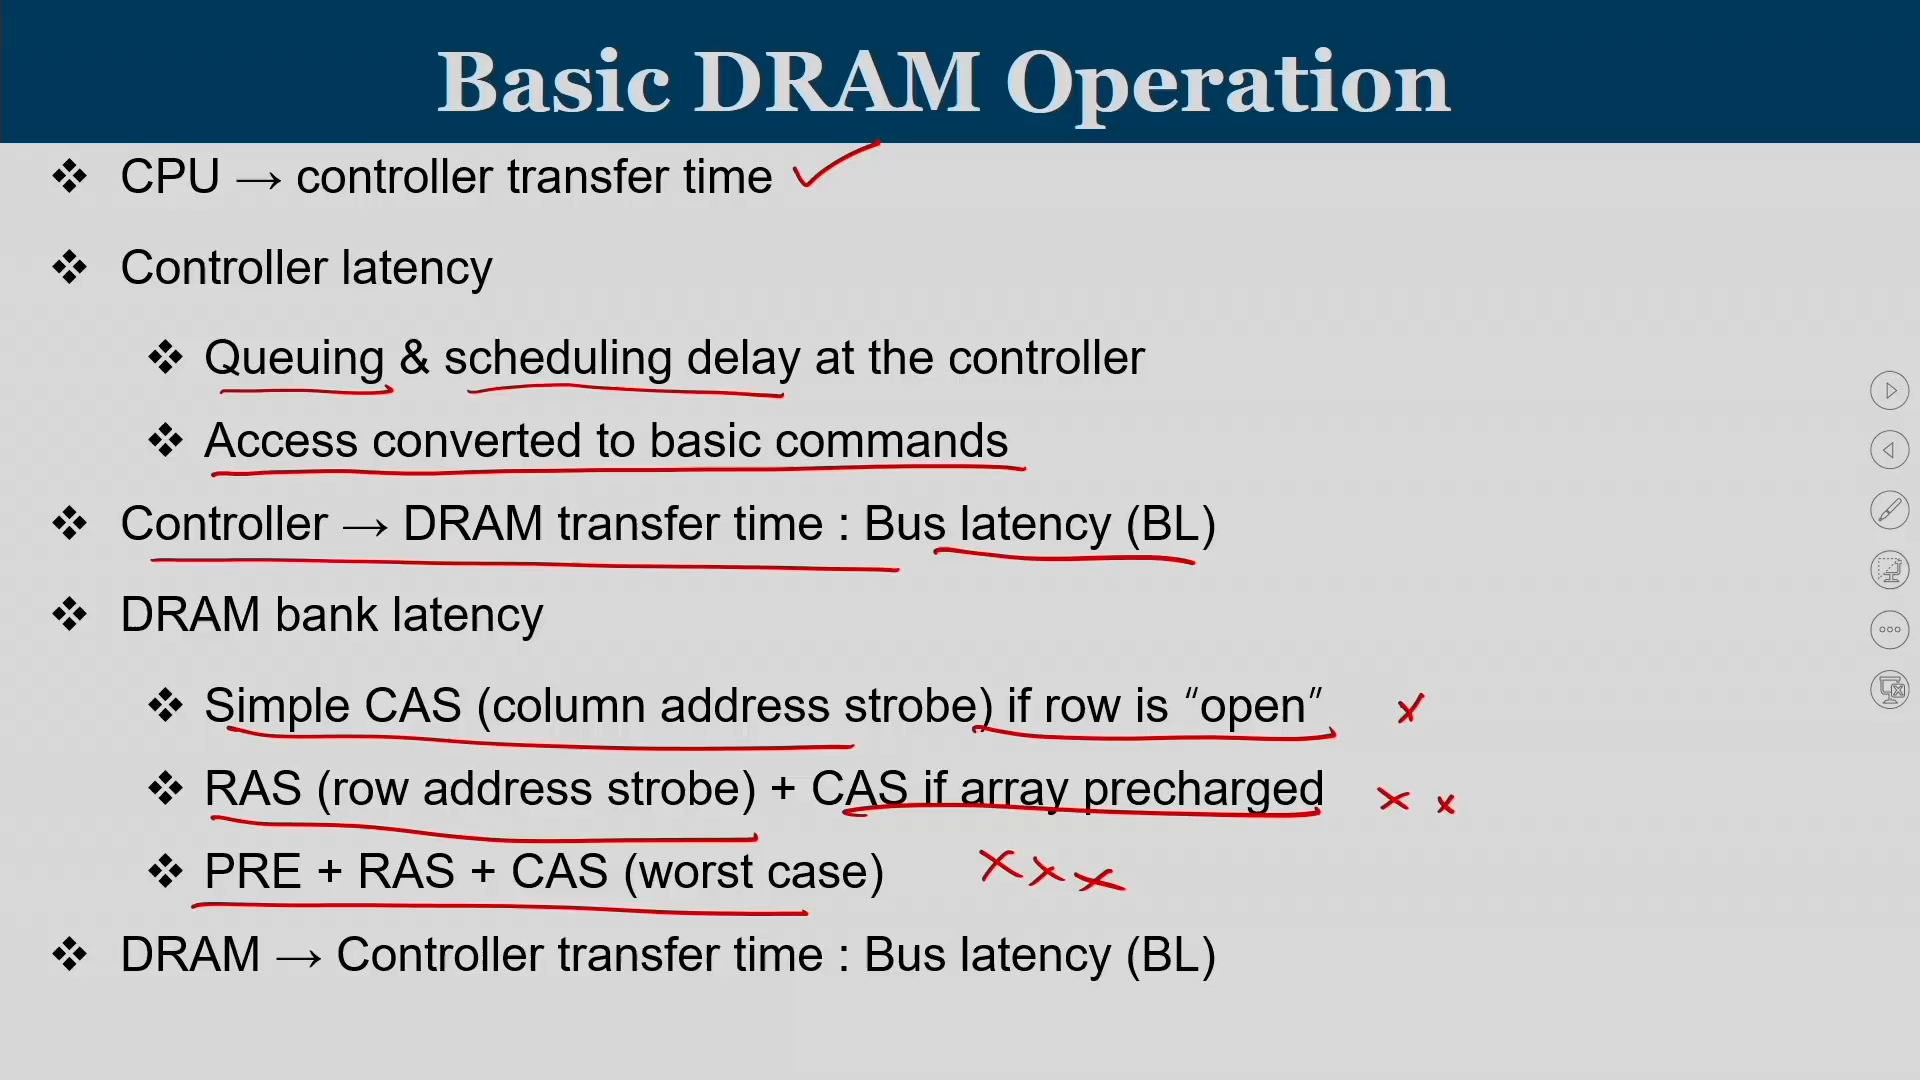 Basic DRAM Operation
❖ CPU → controller transfer time
❖ Controller latency
❖ Queuing & scheduling delay at the controller
❖ Access converted to basic commands
❖ Controller → DRAM transfer time : Bus latency (BL)
❖ DRAM bank latency
❖ Simple CAS (column address strobe) if row is “open”
❖ RAS (row address strobe) + CAS if array precharged
❖ PRE + RAS + CAS (worst case)
❖ DRAM → Controller transfer time : Bus latency (BL)